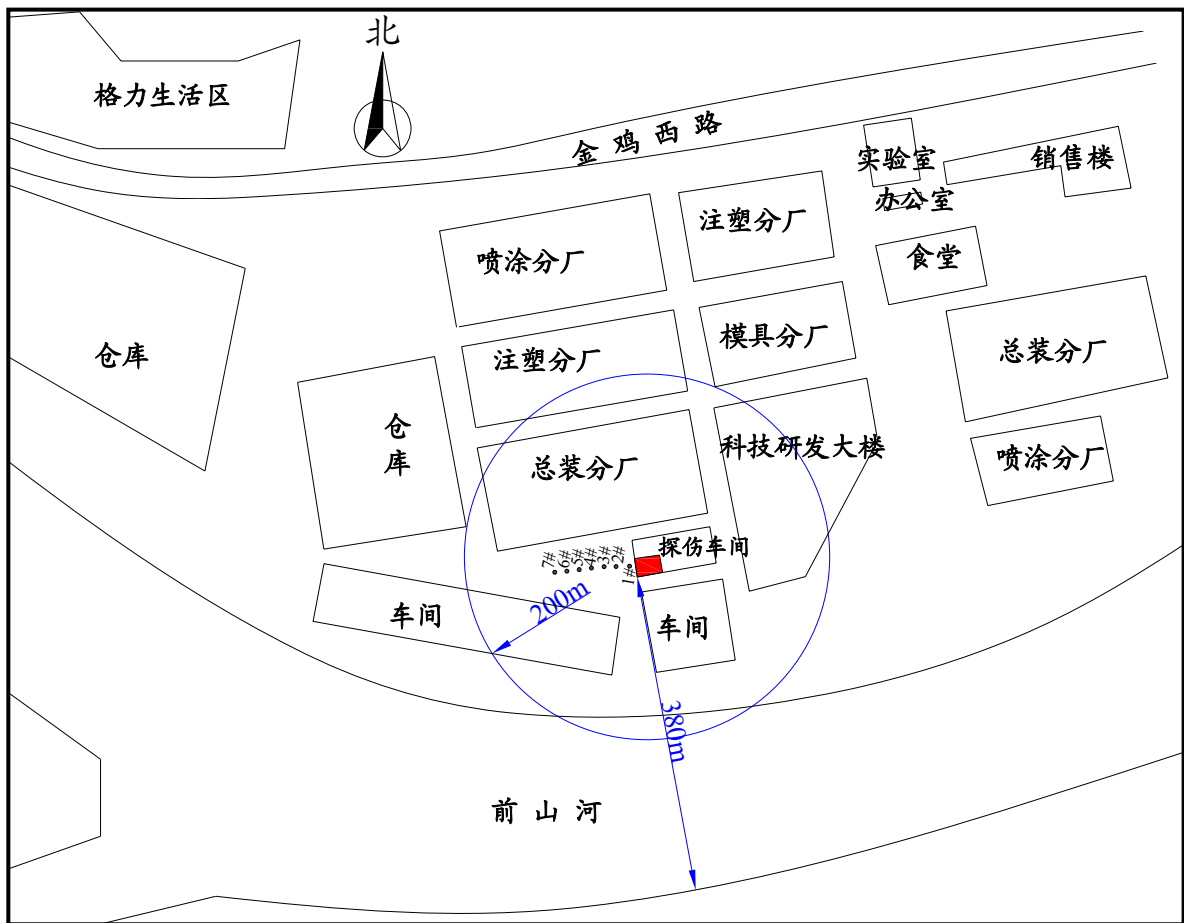 北
格力生活区
金鸡西路
实验室
销售楼
办公室
注塑分厂
喷涂分厂
食堂
模具分厂
总装分厂
仓库
注塑分厂
仓
库
科技研发大楼
总装分厂
喷涂分厂
探伤车间
7#
6#
5#
4#
3#
2#
1#
200m
车间
车间
380m
前山河